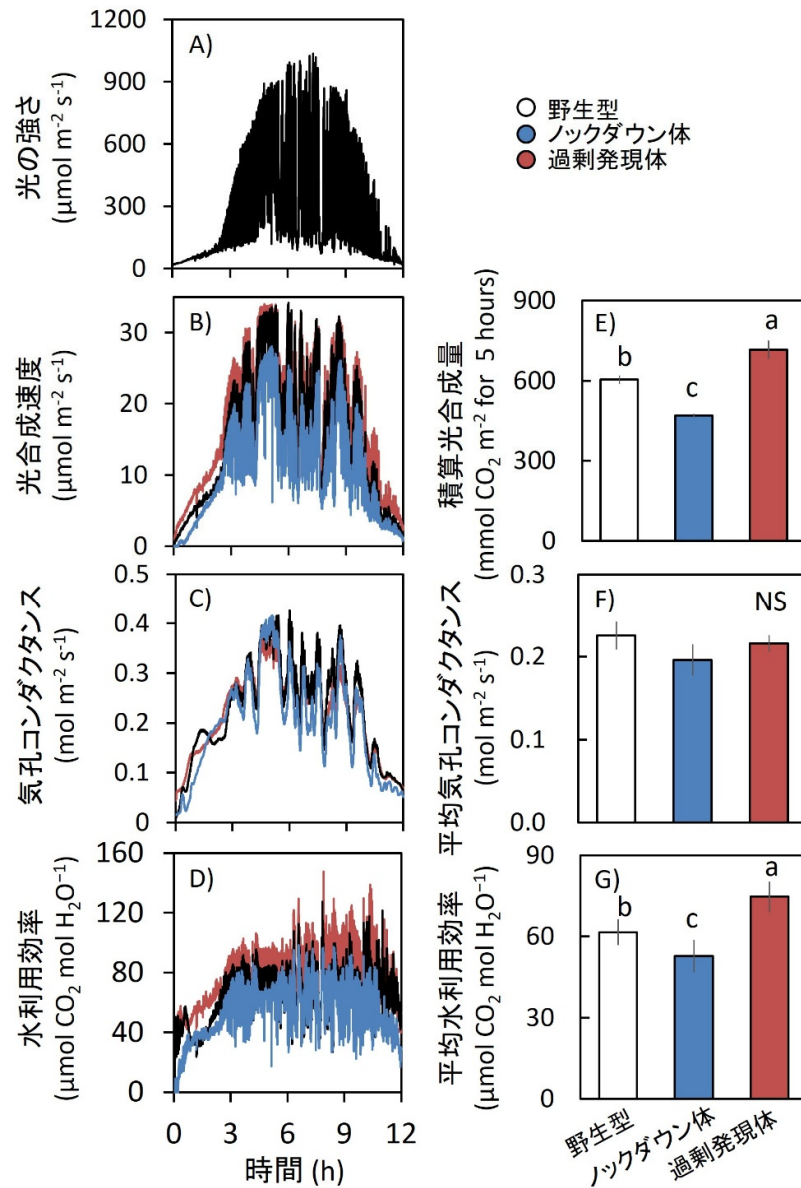 A)
1200
900
600
300
0
光の強さ
(µmol m⁻² s⁻¹)
野生型
ノックダウン体
過剰発現体
B)
30
20
10
0
光合成速度
(µmol m⁻² s⁻¹)
E)
900
600
300
0
積算光合成量
(mmol CO₂ m⁻² for 5 hours)
b
c
a
C)
0.5
0.4
0.3
0.2
0.1
0
気孔コンダクタンス
(mol m⁻² s⁻¹)
F)
NS
0.3
0.2
0.1
0.0
平均気孔コンダクタンス
(mol m⁻² s⁻¹)
D)
160
120
80
40
0
水利用効率
(µmol CO₂ mol H₂O⁻¹)
0 3 6 9 12
時間 (h)
G)
90
60
30
0
平均水利用効率
(µmol CO₂ mol H₂O⁻¹)
b
c
a
野生型
ノックダウン体
過剰発現体